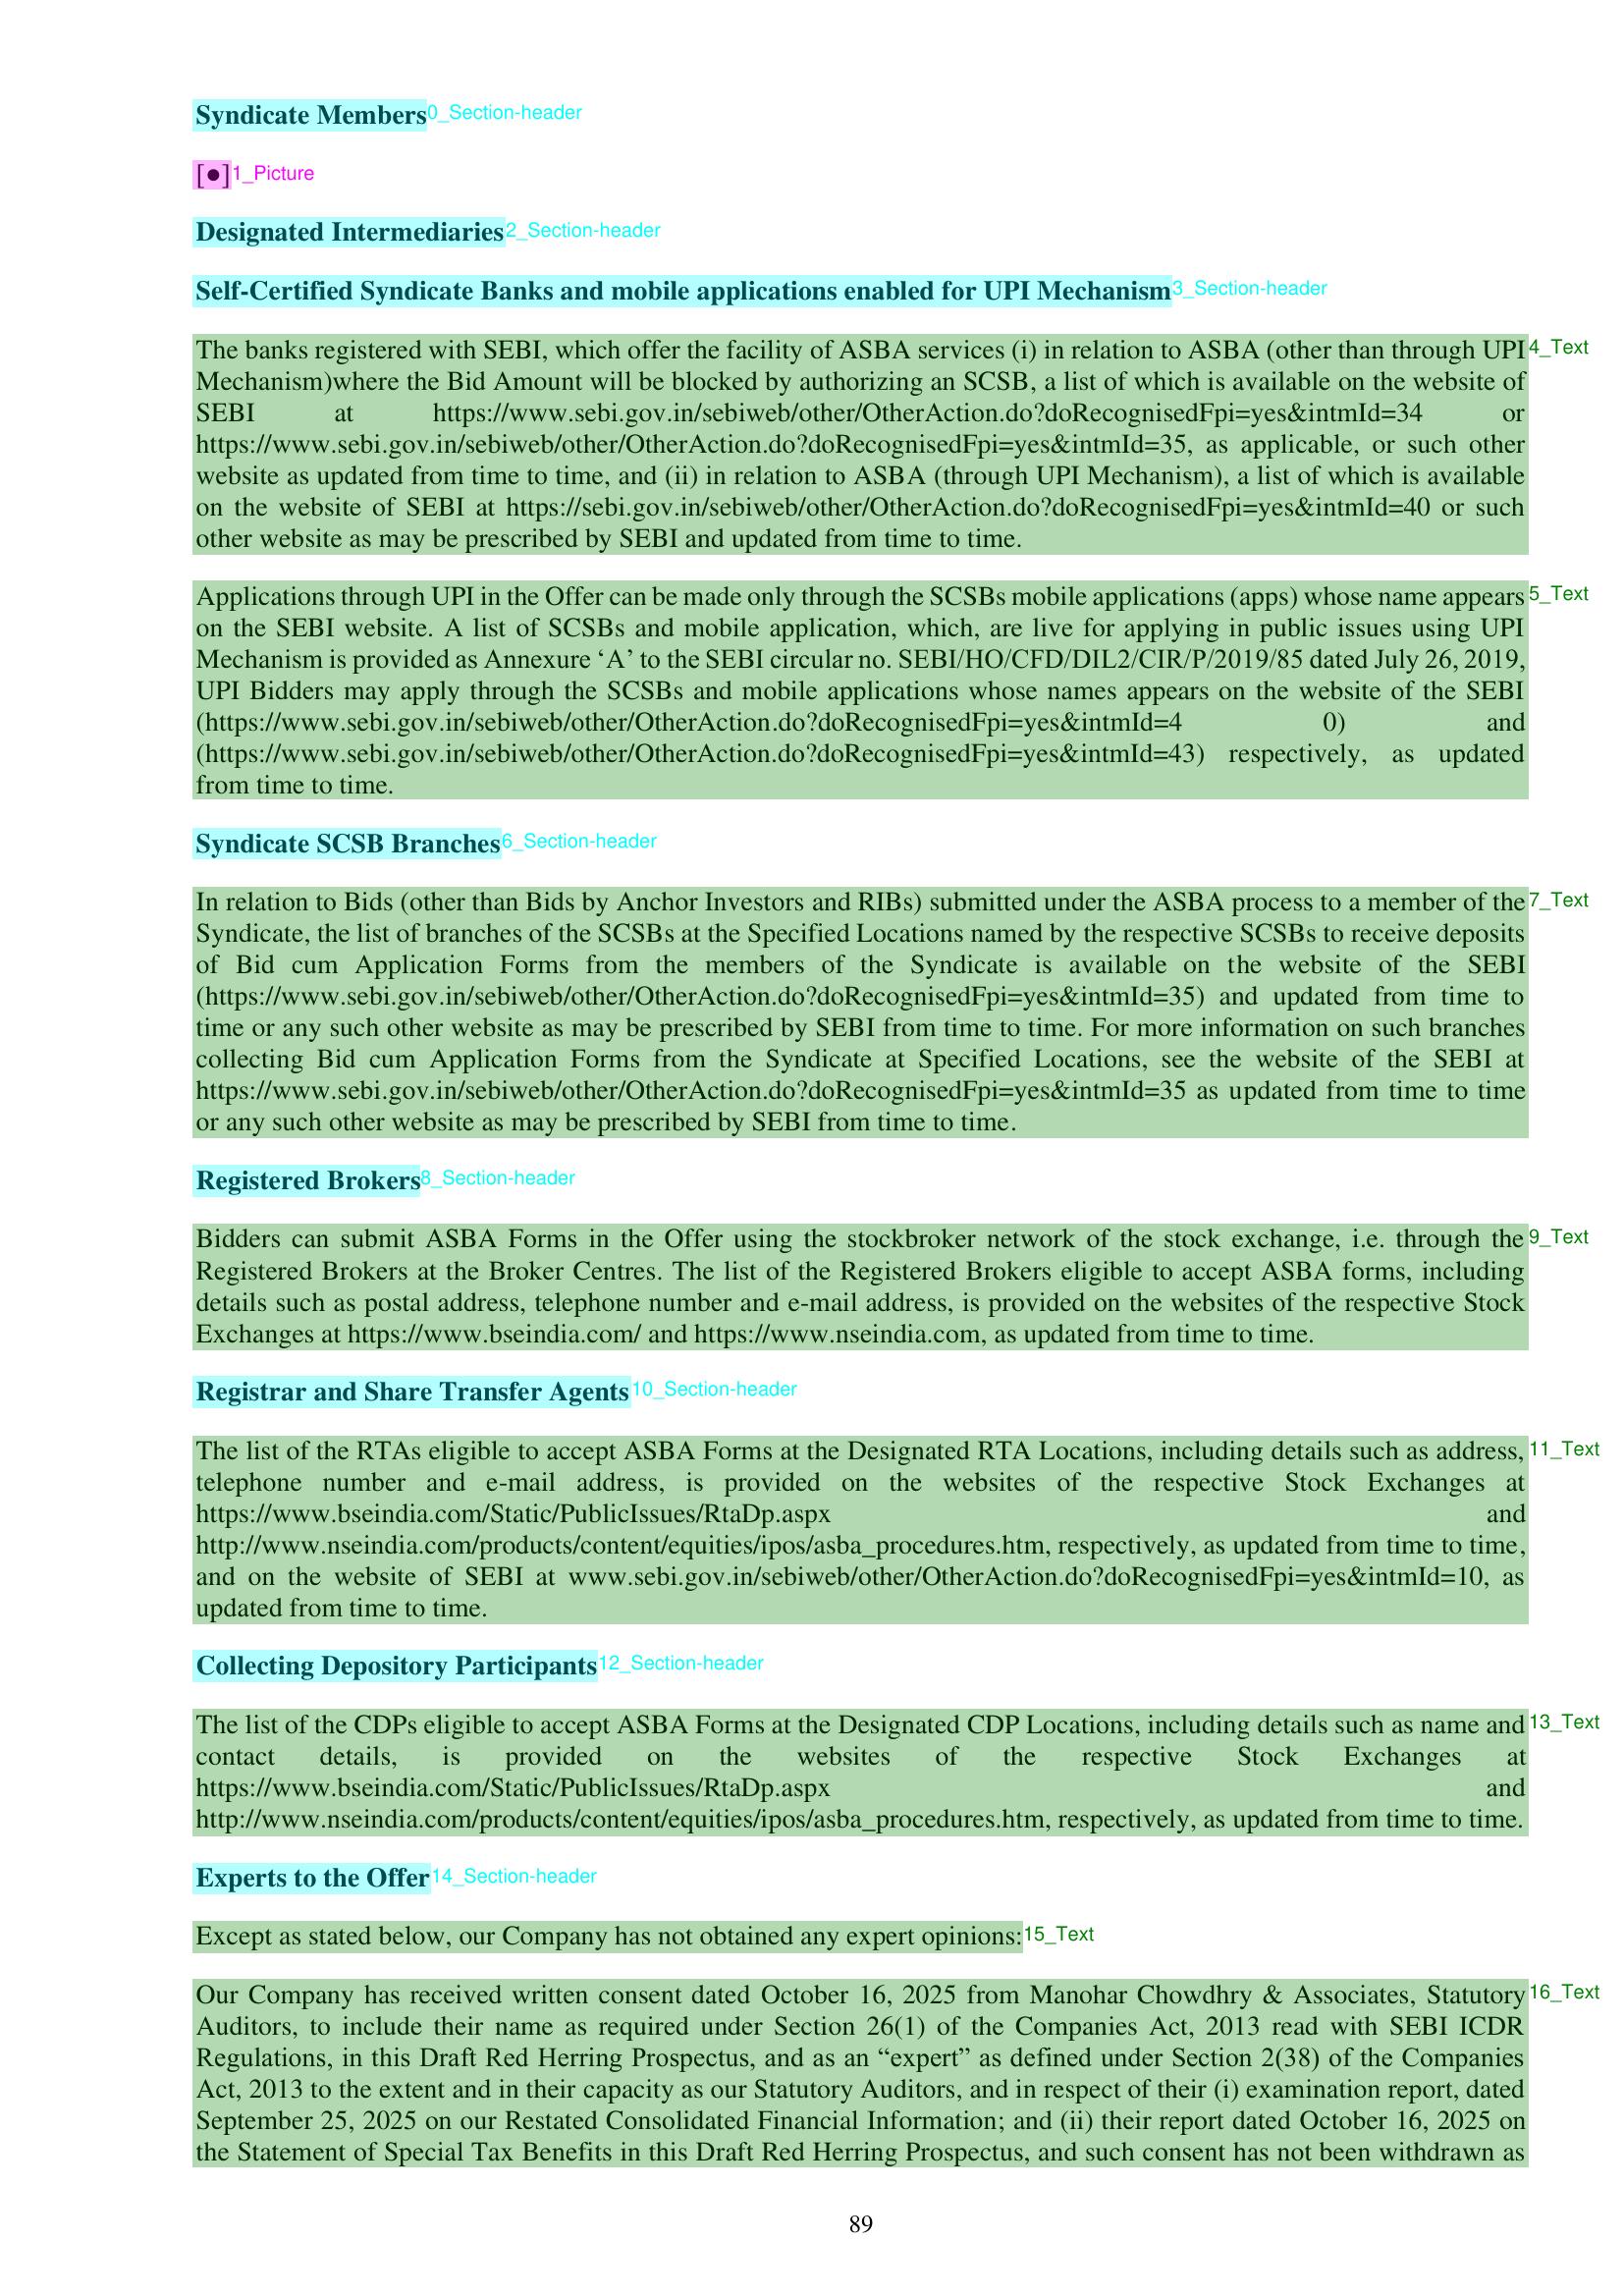 Syndicate Members0_Section-header
[●]1_Picture
Designated Intermediaries2_Section-header
Self-Certified Syndicate Banks and mobile applications enabled for UPI Mechanism3_Section-header
The banks registered with SEBI, which offer the facility of ASBA services (i) in relation to ASBA (other than through UPI4_Text
Mechanism)where the Bid Amount will be blocked by authorizing an SCSB, a list of which is available on the website of
SEBI at https://www.sebi.gov.in/sebiweb/other/OtherAction.do?doRecognisedFpi=yes&intmId=34 or
https://www.sebi.gov.in/sebiweb/other/OtherAction.do?doRecognisedFpi=yes&intmId=35, as applicable, or such other
website as updated from time to time, and (ii) in relation to ASBA (through UPI Mechanism), a list of which is available
on the website of SEBI at https://sebi.gov.in/sebiweb/other/OtherAction.do?doRecognisedFpi=yes&intmId=40 or such
other website as may be prescribed by SEBI and updated from time to time.
Applications through UPI in the Offer can be made only through the SCSBs mobile applications (apps) whose name appears5_Text
on the SEBI website. A list of SCSBs and mobile application, which, are live for applying in public issues using UPI
Mechanism is provided as Annexure ‘A’ to the SEBI circular no. SEBI/HO/CFD/DIL2/CIR/P/2019/85 dated July 26, 2019,
UPI Bidders may apply through the SCSBs and mobile applications whose names appears on the website of the SEBI
(https://www.sebi.gov.in/sebiweb/other/OtherAction.do?doRecognisedFpi=yes&intmId=4 0) and
(https://www.sebi.gov.in/sebiweb/other/OtherAction.do?doRecognisedFpi=yes&intmId=43) respectively, as updated
from time to time.
Syndicate SCSB Branches6_Section-header
In relation to Bids (other than Bids by Anchor Investors and RIBs) submitted under the ASBA process to a member of the7_Text
Syndicate, the list of branches of the SCSBs at the Specified Locations named by the respective SCSBs to receive deposits
of Bid cum Application Forms from the members of the Syndicate is available on the website of the SEBI
(https://www.sebi.gov.in/sebiweb/other/OtherAction.do?doRecognisedFpi=yes&intmId=35) and updated from time to
time or any such other website as may be prescribed by SEBI from time to time. For more information on such branches
collecting Bid cum Application Forms from the Syndicate at Specified Locations, see the website of the SEBI at
https://www.sebi.gov.in/sebiweb/other/OtherAction.do?doRecognisedFpi=yes&intmId=35 as updated from time to time
or any such other website as may be prescribed by SEBI from time to time.
Registered Brokers8_Section-header
Bidders can submit ASBA Forms in the Offer using the stockbroker network of the stock exchange, i.e. through the9_Text
Registered Brokers at the Broker Centres. The list of the Registered Brokers eligible to accept ASBA forms, including
details such as postal address, telephone number and e-mail address, is provided on the websites of the respective Stock
Exchanges at https://www.bseindia.com/ and https://www.nseindia.com, as updated from time to time.
Registrar and Share Transfer Agents10_Section-header
The list of the RTAs eligible to accept ASBA Forms at the Designated RTA Locations, including details such as address,11_Text
telephone number and e-mail address, is provided on the websites of the respective Stock Exchanges at
https://www.bseindia.com/Static/PublicIssues/RtaDp.aspx and
http://www.nseindia.com/products/content/equities/ipos/asba_procedures.htm, respectively, as updated from time to time,
and on the website of SEBI at www.sebi.gov.in/sebiweb/other/OtherAction.do?doRecognisedFpi=yes&intmId=10, as
updated from time to time.
Collecting Depository Participants12_Section-header
The list of the CDPs eligible to accept ASBA Forms at the Designated CDP Locations, including details such as name and13_Text
contact details, is provided on the websites of the respective Stock Exchanges at
https://www.bseindia.com/Static/PublicIssues/RtaDp.aspx and
http://www.nseindia.com/products/content/equities/ipos/asba_procedures.htm, respectively, as updated from time to time.
Experts to the Offer14_Section-header
Except as stated below, our Company has not obtained any expert opinions:15_Text
Our Company has received written consent dated October 16, 2025 from Manohar Chowdhry & Associates, Statutory16_Text
Auditors, to include their name as required under Section 26(1) of the Companies Act, 2013 read with SEBI ICDR
Regulations, in this Draft Red Herring Prospectus, and as an “expert” as defined under Section 2(38) of the Companies
Act, 2013 to the extent and in their capacity as our Statutory Auditors, and in respect of their (i) examination report, dated
September 25, 2025 on our Restated Consolidated Financial Information; and (ii) their report dated October 16, 2025 on
the Statement of Special Tax Benefits in this Draft Red Herring Prospectus, and such consent has not been withdrawn as
89